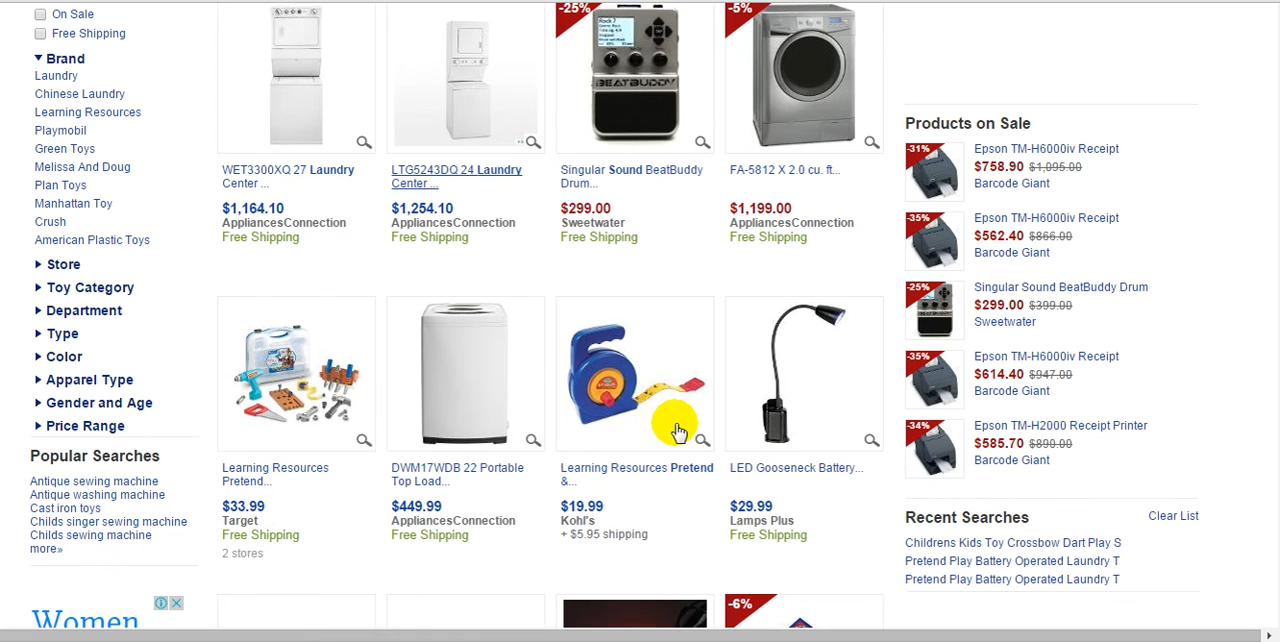 On Sale
Free Shipping
Brand
Laundry
Chinese Laundry
Learning Resources
Playmobil
Green Toys
Melissa And Doug
Plan Toys
Manhattan Toy
Crush
American Plastic Toys
Store
Toy Category
Department
Type
Color
Apparel Type
Gender and Age
Price Range
Popular Searches
Antique sewing machine
Antique washing machine
Cast iron toys
Childs singer sewing machine
Childs sewing machine
more»
Women
WET3300XQ 27 Laundry
Center ...
$1,164.10
AppliancesConnection
Free Shipping
LTG5243DQ 24 Laundry
Center ...
$1,254.10
AppliancesConnection
Free Shipping
-25%
BEATBUDDY
Singular Sound BeatBuddy
Drum...
$299.00
Sweetwater
Free Shipping
-5%
FA-5812 X 2.0 cu. ft...
$1,199.00
AppliancesConnection
Free Shipping
Learning Resources
Pretend...
$33.99
Target
Free Shipping
2 stores
DWM17WDB 22 Portable
Top Load...
$449.99
AppliancesConnection
Free Shipping
Learning Resources Pretend
&...
$19.99
Kohl's
+ $5.95 shipping
LED Gooseneck Battery...
$29.99
Lamps Plus
Free Shipping
-6%
Products on Sale
-31%
Epson TM-H6000iv Receipt
$758.90 $1,095.00
Barcode Giant
-35%
Epson TM-H6000iv Receipt
$562.40 $866.00
Barcode Giant
-25%
Singular Sound BeatBuddy Drum
$299.00 $399.00
Sweetwater
-35%
Epson TM-H6000iv Receipt
$614.40 $947.00
Barcode Giant
-34%
Epson TM-H2000 Receipt Printer
$585.70 $890.00
Barcode Giant
Recent Searches
Clear List
Childrens Kids Toy Crossbow Dart Play S
Pretend Play Battery Operated Laundry T
Pretend Play Battery Operated Laundry T